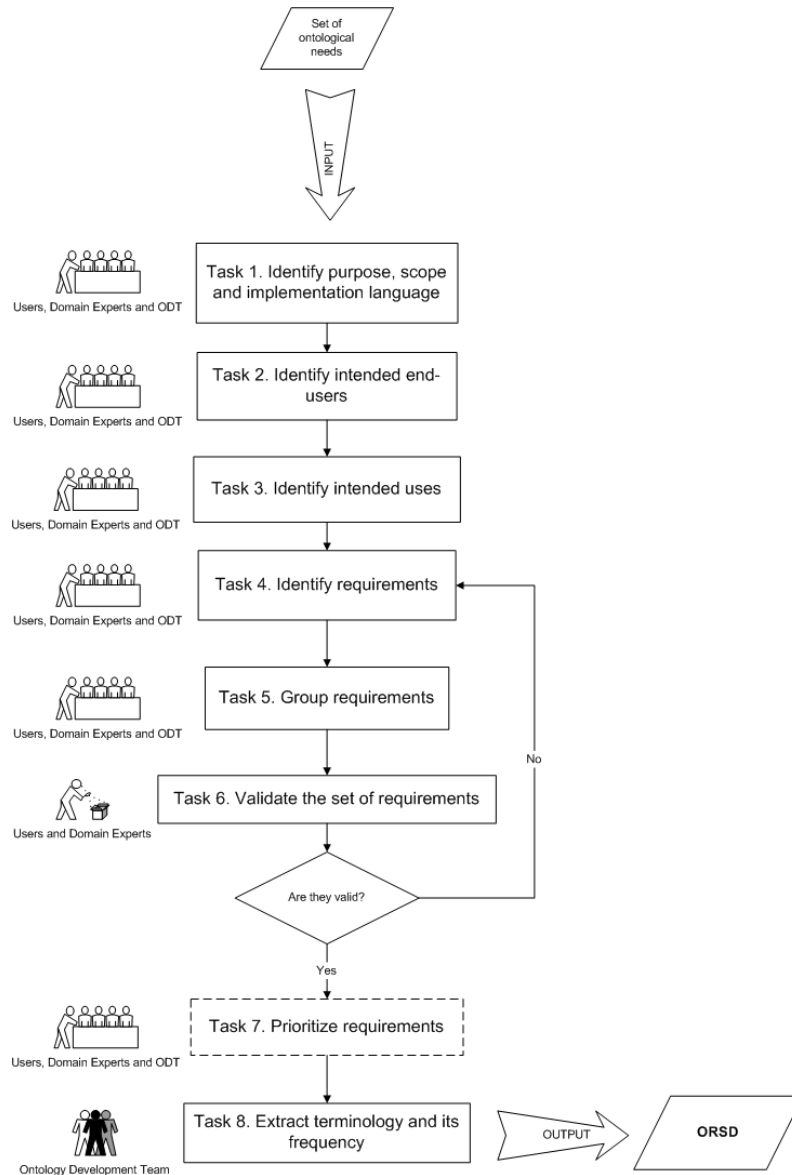 Set of
ontological
needs
INPUT
Task 1. Identify purpose, scope
and implementation language
Users, Domain Experts and ODT
Task 2. Identify intended end-
users
Users, Domain Experts and ODT
Task 3. Identify intended uses
Users, Domain Experts and ODT
Task 4. Identify requirements
Users, Domain Experts and ODT
Task 5. Group requirements
Users, Domain Experts and ODT
No
Task 6. Validate the set of requirements
Users and Domain Experts
Are they valid?
Yes
Task 7. Prioritize requirements
Users, Domain Experts and ODT
Task 8. Extract terminology and its
frequency
OUTPUT
ORSD
Ontology Development Team